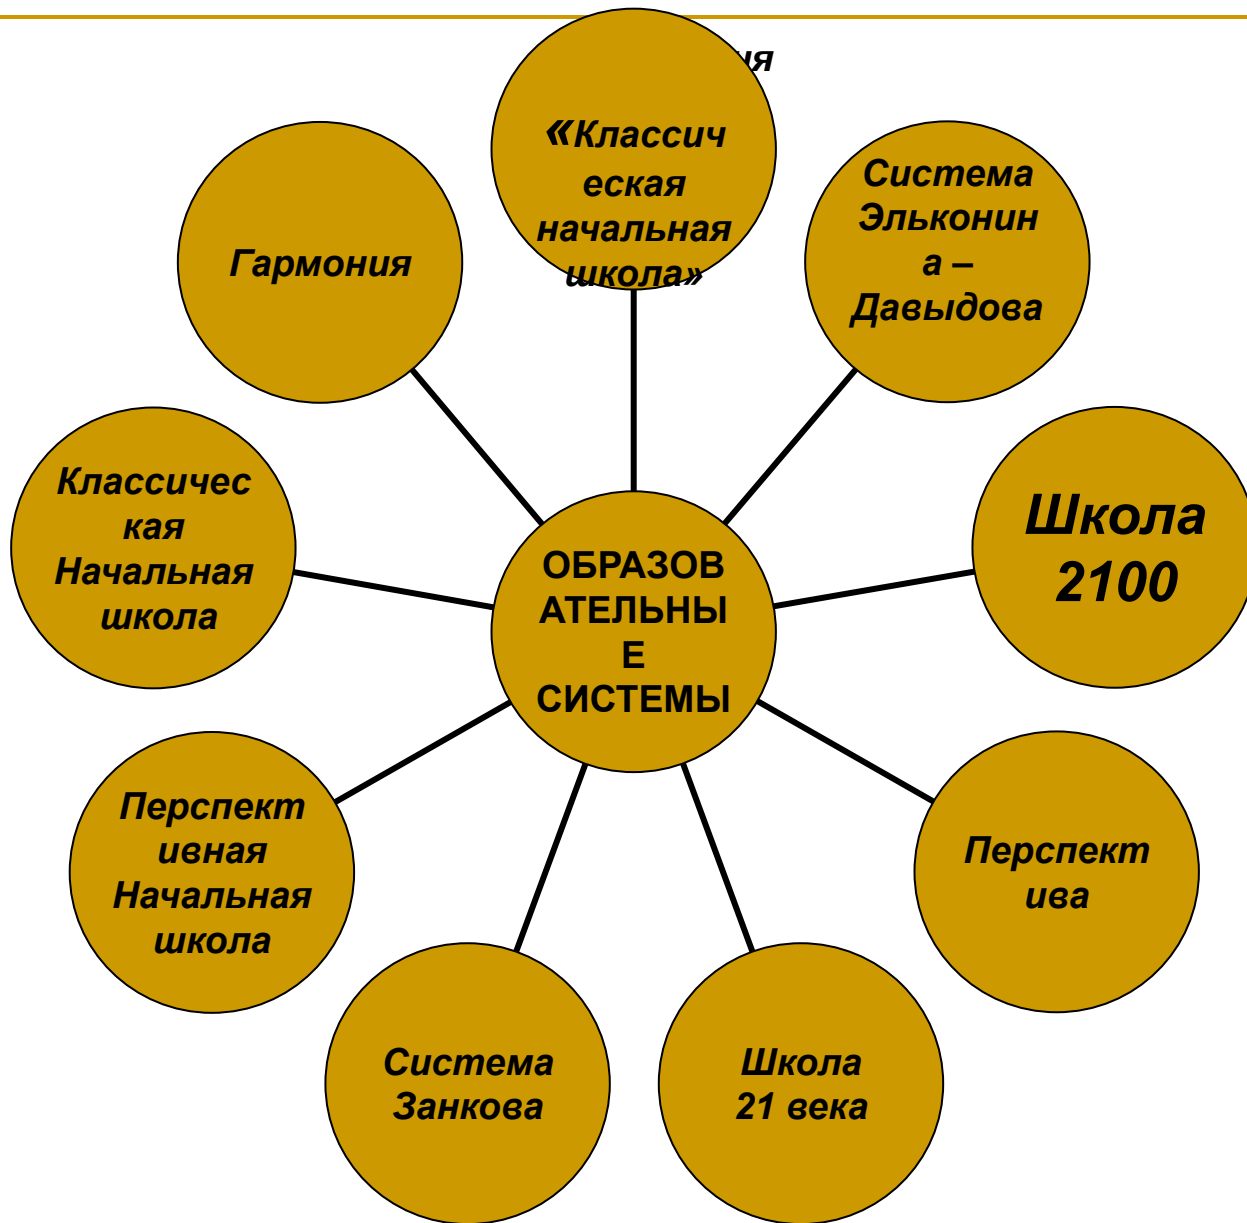 «Классич
еская
начальная
школа»
Система
Эльконин
а –
Давыдова
Школа
2100
Перспект
ива
Школа
21 века
Система
Занкова
Перспект
ивная
Начальная
школа
Классичес
кая
Начальная
школа
Гармония
ОБРАЗОВ
АТЕЛЬНЫ
Е
СИСТЕМЫ